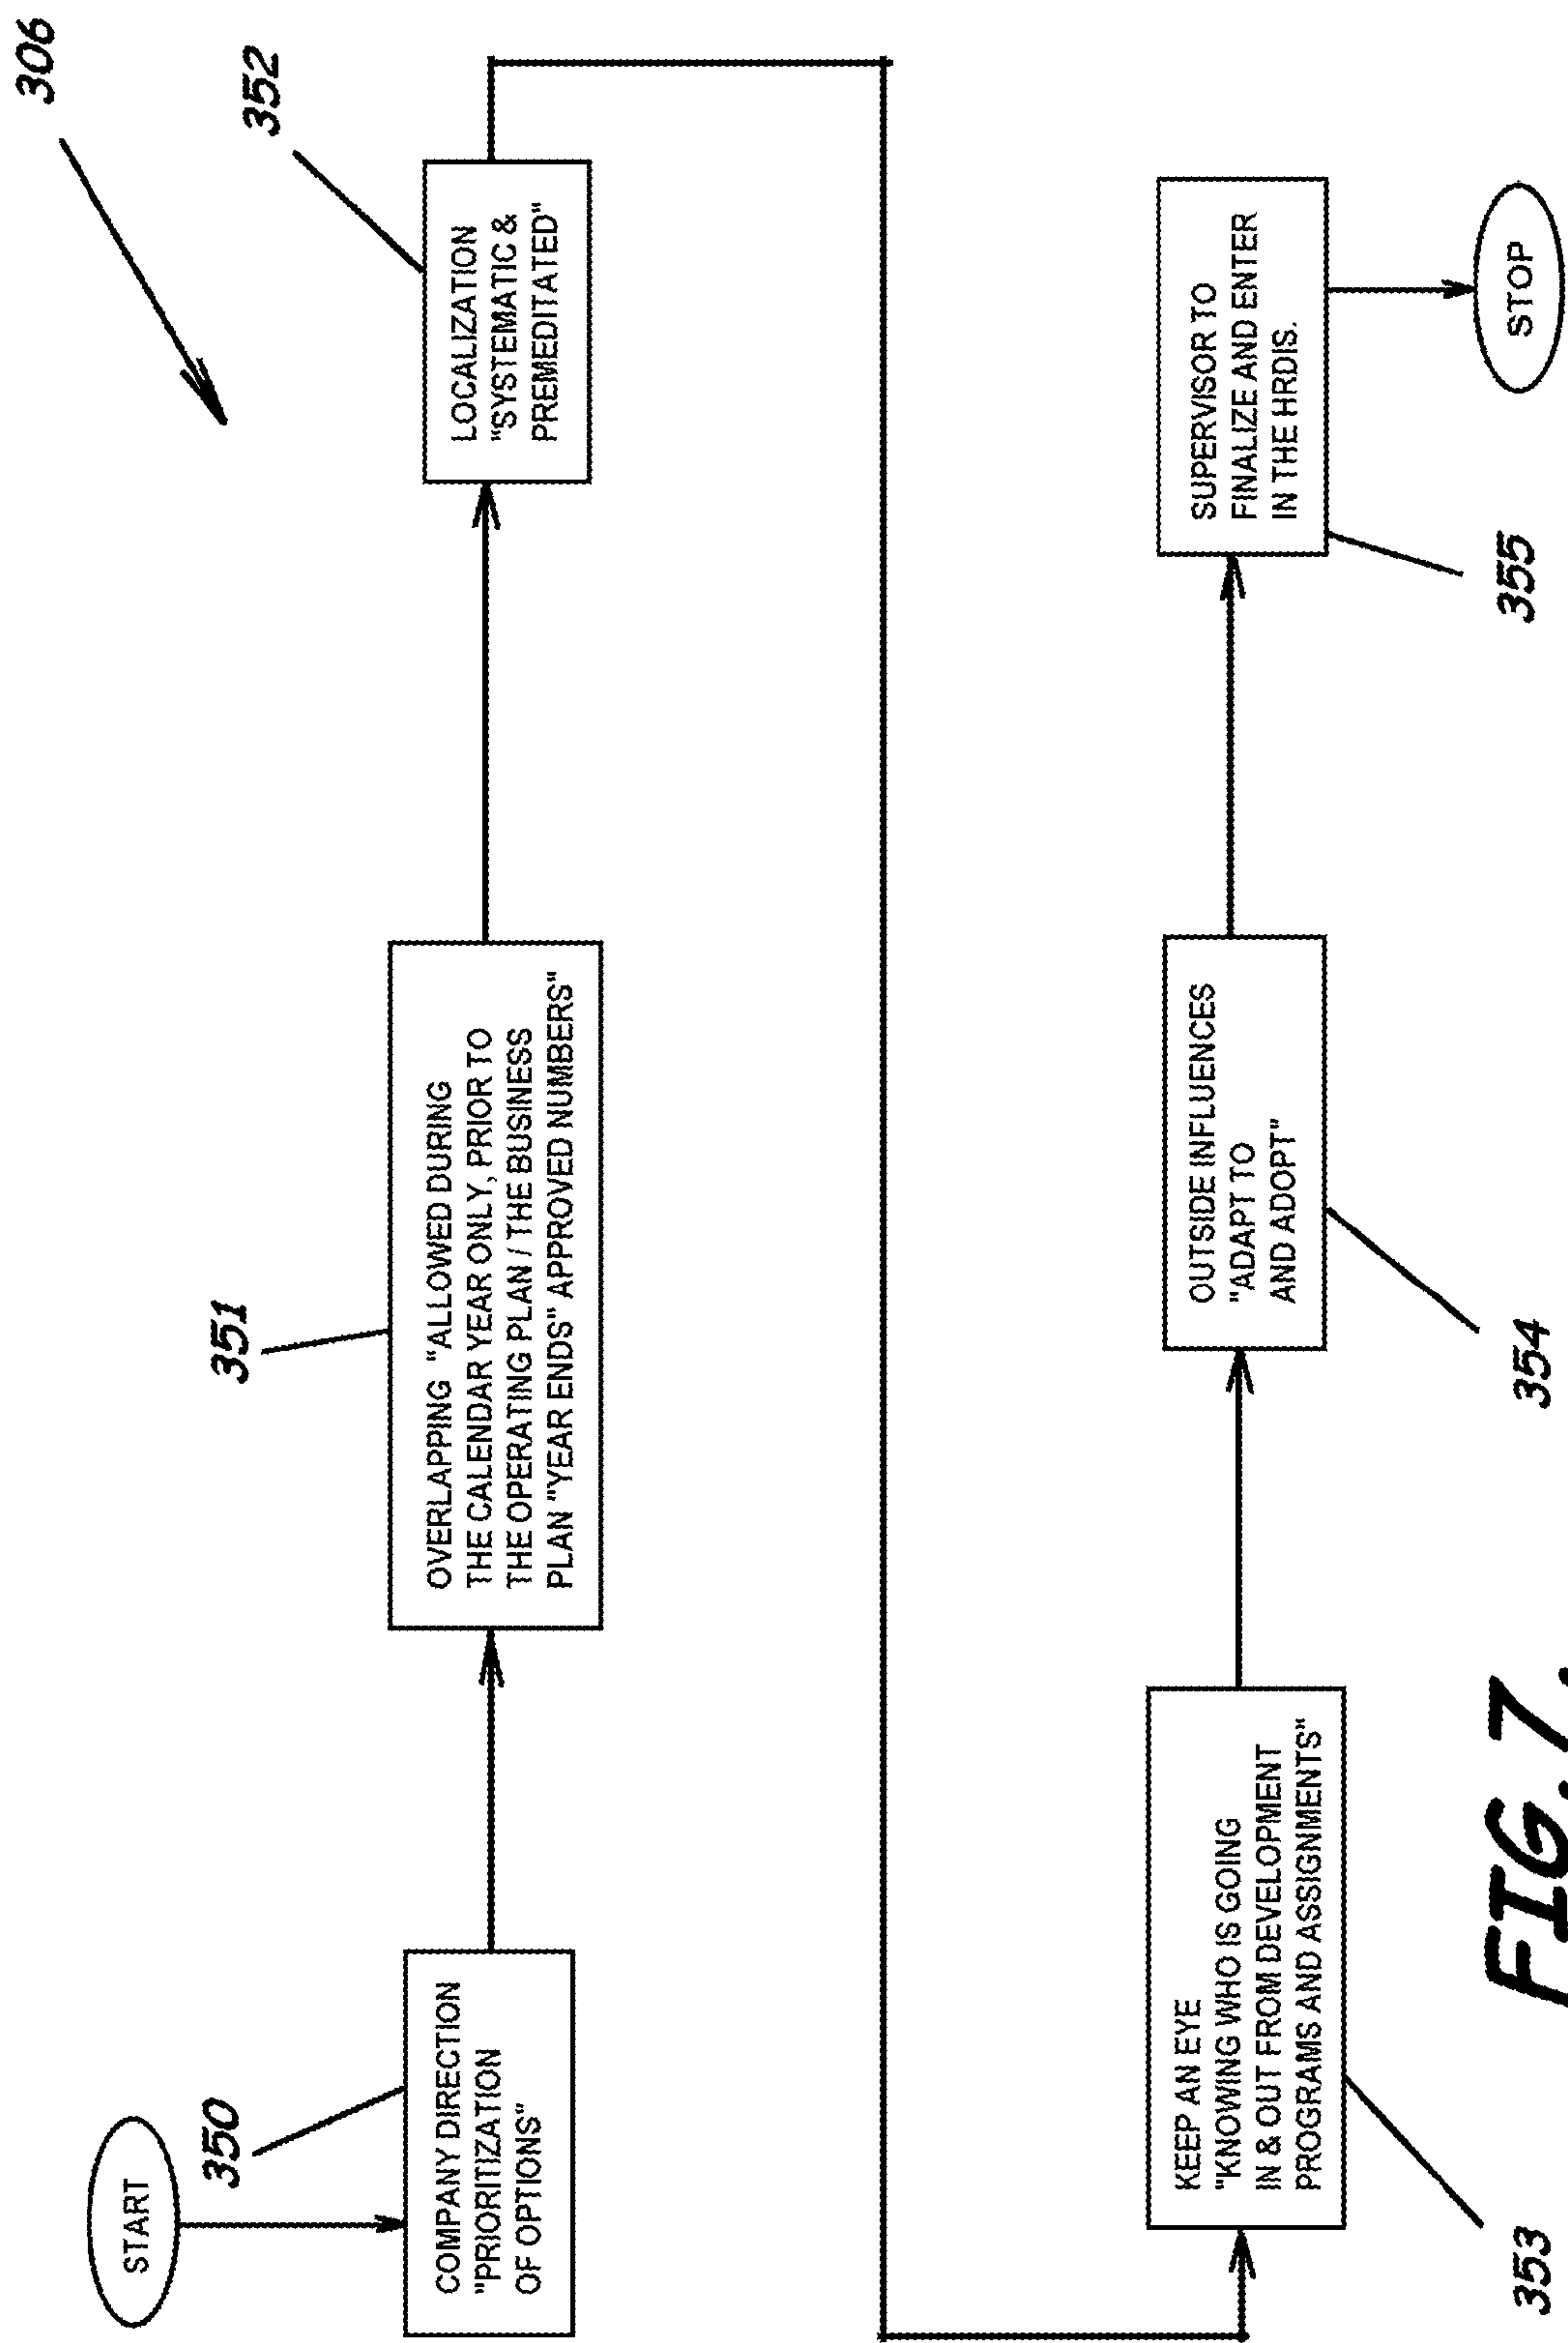 306
START
350
COMPANY DIRECTION
"PRIORITIZATION
OF OPTIONS"
351
OVERLAPPING "ALLOWED DURING
THE CALENDAR YEAR ONLY, PRIOR TO
THE OPERATING PLAN / THE BUSINESS
PLAN "YEAR ENDS" APPROVED NUMBERS"
352
LOCALIZATION
"SYSTEMATIC &
PREMEDITATED"
KEEP AN EYE
"KNOWING WHO IS GOING
IN & OUT FROM DEVELOPMENT
PROGRAMS AND ASSIGNMENTS"
353
OUTSIDE INFLUENCES
"ADAPT TO
AND ADOPT"
354
SUPERVISOR TO
FINALIZE AND ENTER
IN THE HRDIS.
355
STOP
FIG. 7.